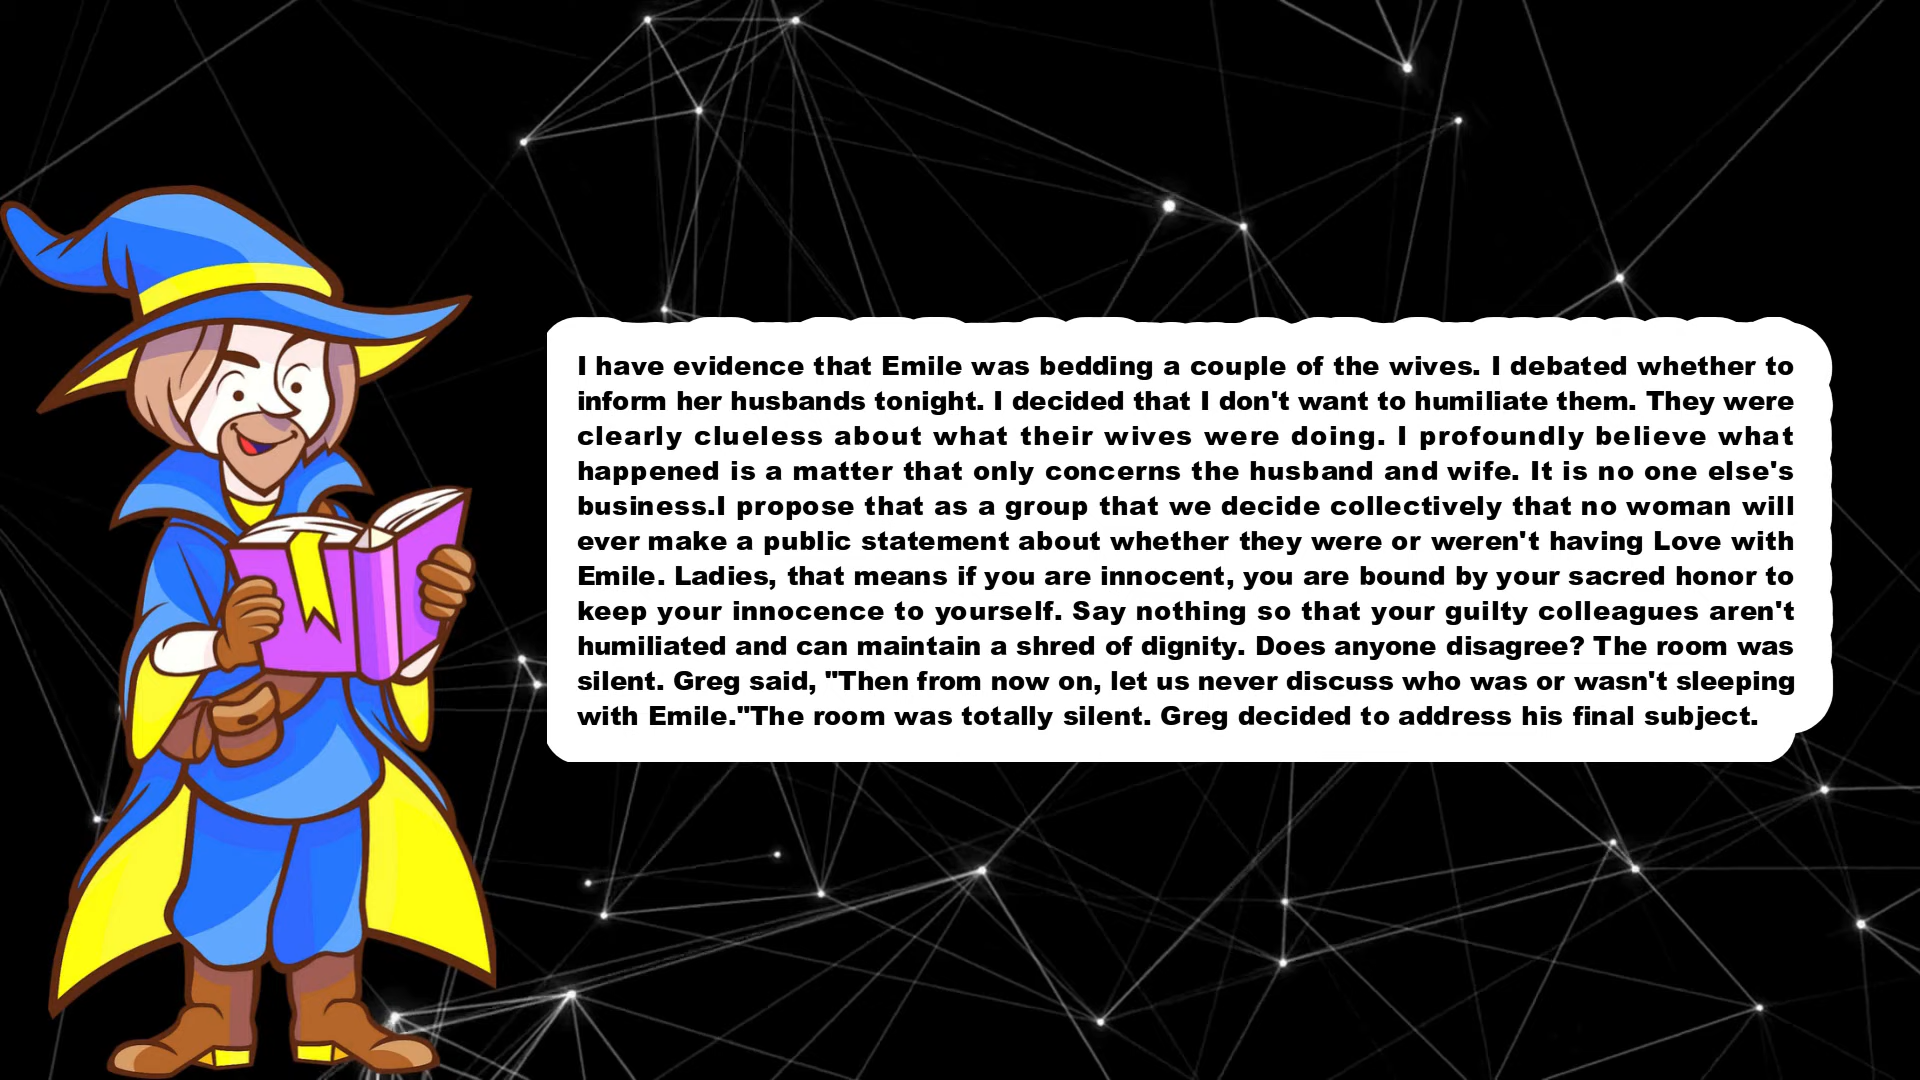 I have evidence that Emile was bedding a couple of the wives. I debated whether to
inform her husbands tonight. I decided that I don't want to humiliate them. They were
clearly clueless about what their wives were doing. I profoundly believe what
happened is a matter that only concerns the husband and wife. It is no one else's
business.I propose that as a group that we decide collectively that no woman will
ever make a public statement about whether they were or weren't having Love with
Emile. Ladies, that means if you are innocent, you are bound by your sacred honor to
keep your innocence to yourself. Say nothing so that your guilty colleagues aren't
humiliated and can maintain a shred of dignity. Does anyone disagree? The room was
silent. Greg said, "Then from now on, let us never discuss who was or wasn't sleeping
with Emile."The room was totally silent. Greg decided to address his final subject.